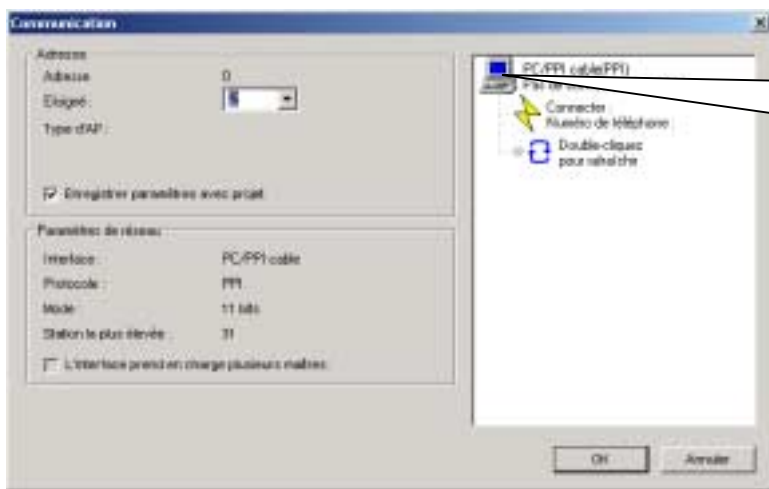 Communication
Adresse
Adresse 0
Eloigné :
Type d'AP :
Enregistrer paramètres avec projet
Paramètres de réseau
Interface : PC/PPI cable
Protocole : PPI
Mode : 11 bits
Station la plus élevée : 31
L'interface prend en charge plusieurs maîtres
PC/PPI cable(PPI)
Connecter
Numéro de téléphone
Double-cliquez
pour rafraîchir
OK
Annuler